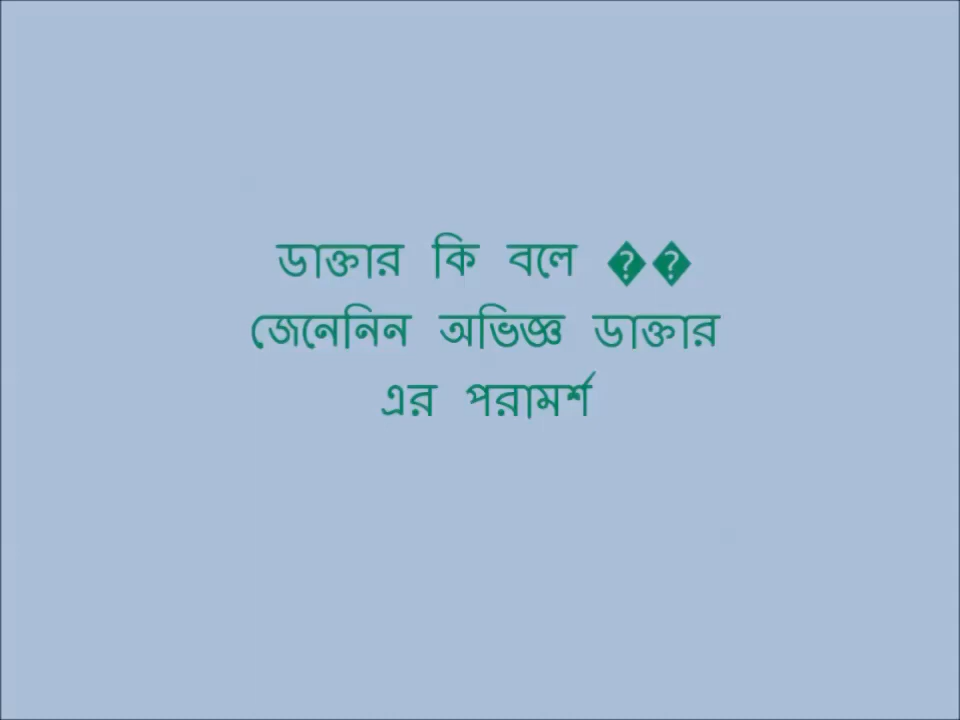 ডাক্তার কি বলে ��
জেনেনিন অভিজ্ঞ ডাক্তার
এর পরামর্শ